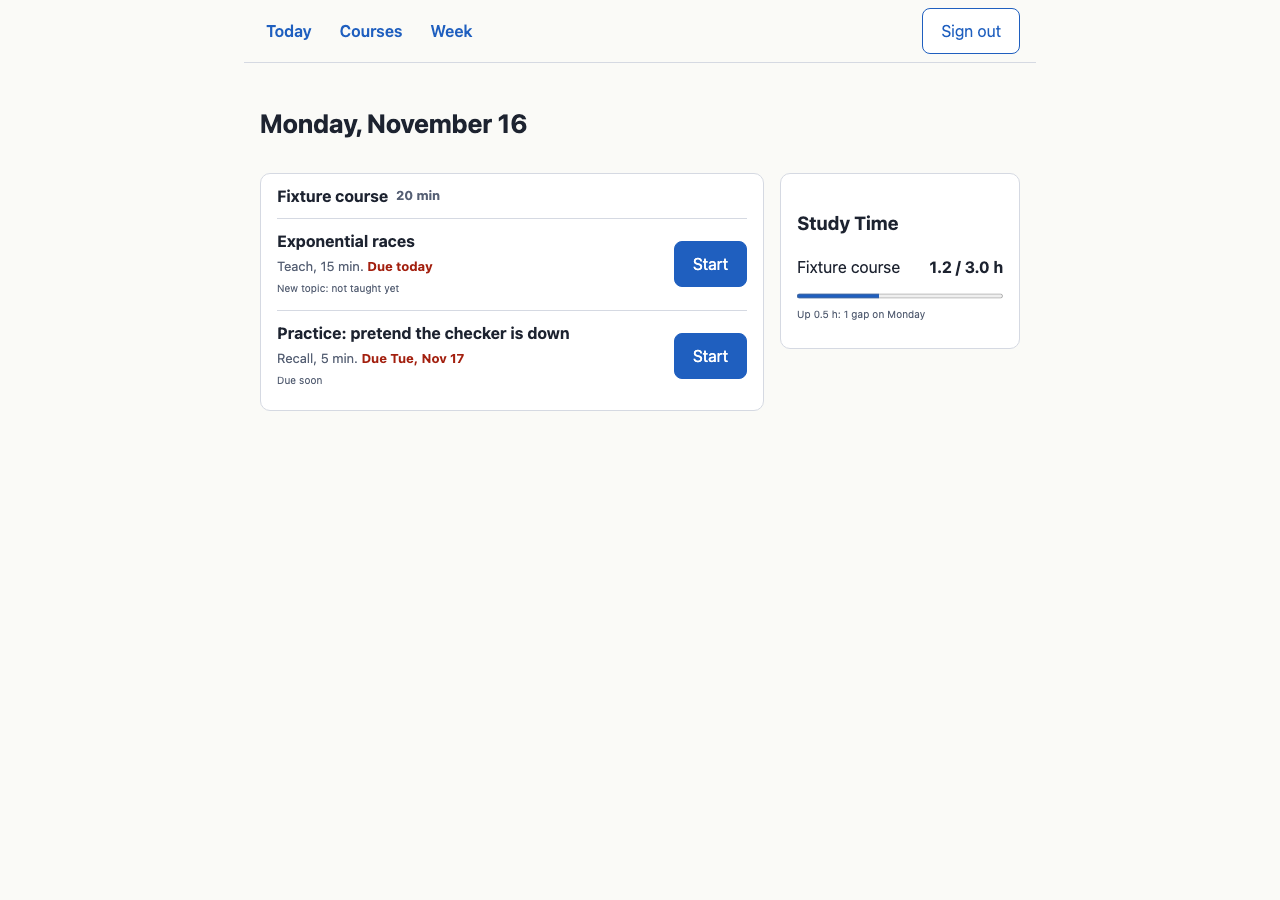 Today Courses Week Sign out
Monday, November 16
Fixture course 20 min
Exponential races
Teach, 15 min. Due today
New topic: not taught yet
Start
Practice: pretend the checker is down
Recall, 5 min. Due Tue, Nov 17
Due soon
Start
Study Time
Fixture course 1.2 / 3.0 h
Up 0.5 h: 1 gap on Monday